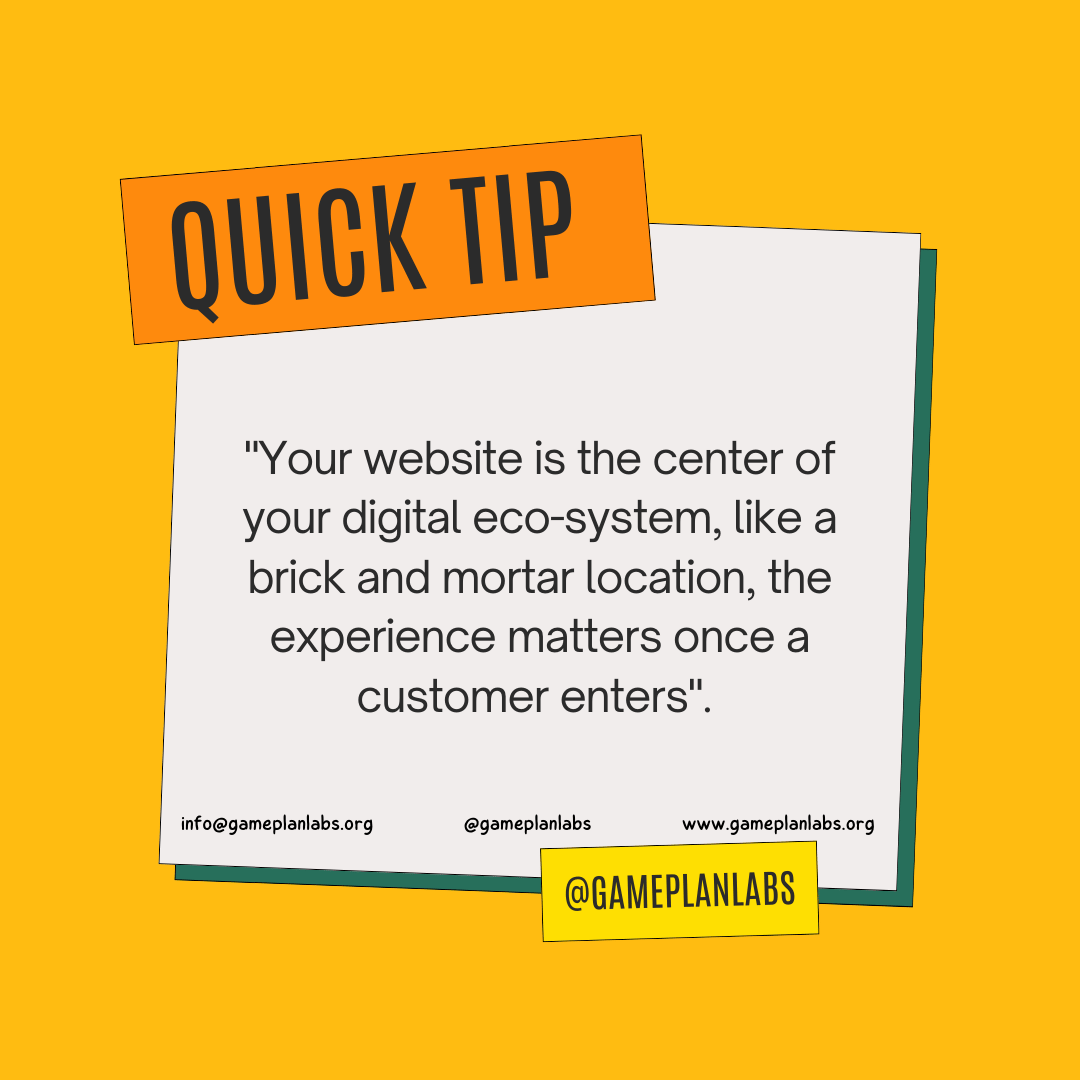 QUICK TIP
"Your website is the center of
your digital eco-system, like a
brick and mortar location, the
experience matters once a
customer enters".
info@gameplanlabs.org @gameplanlabs www.gameplanlabs.org
@GAMEPLANLABS